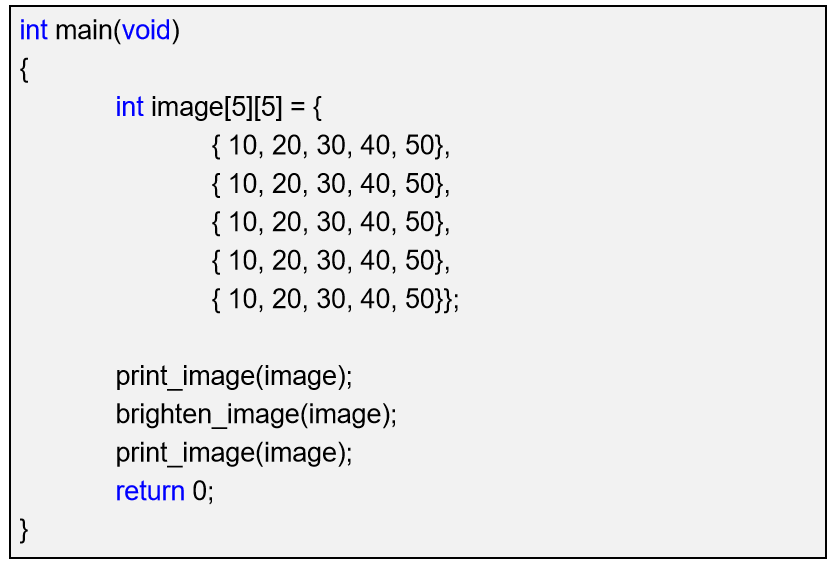 int main(void)
{
int image[5][5] = {
{ 10, 20, 30, 40, 50},
{ 10, 20, 30, 40, 50},
{ 10, 20, 30, 40, 50},
{ 10, 20, 30, 40, 50},
{ 10, 20, 30, 40, 50}};
print_image(image);
brighten_image(image);
print_image(image);
return 0;
}